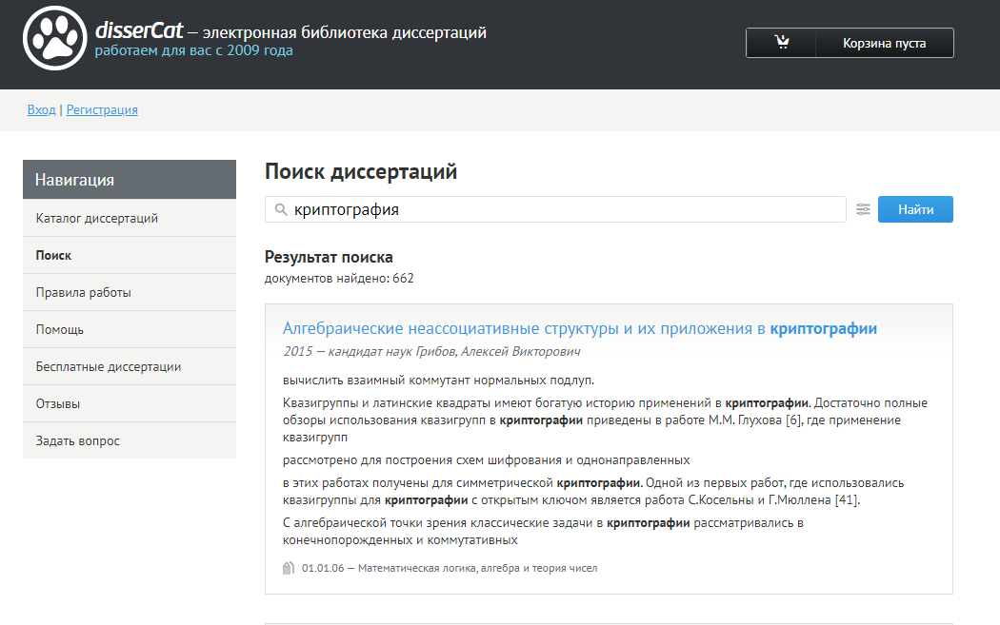 disserCat — электронная библиотека диссертаций
работаем для вас с 2009 года
Корзина пуста
Вход | Регистрация
Навигация
Каталог диссертаций
Поиск
Правила работы
Помощь
Бесплатные диссертации
Отзывы
Задать вопрос
Поиск диссертаций
криптография
Найти
Результат поиска
документов найдено: 662
Алгебраические неассоциативные структуры и их приложения в криптографии
2015 — кандидат наук Грибов, Алексей Викторович
вычислить взаимный коммутант нормальных подлуп.
Квазигруппы и латинские квадраты имеют богатую историю применений в криптографии. Достаточно полные
обзоры использования квазигрупп в криптографии приведены в работе М.М. Глухова [6], где применение
квазигрупп
рассмотрено для построения схем шифрования и однонаправленных
в этих работах получены для симметрической криптографии. Одной из первых работ, где использовались
квазигруппы для криптографии с открытым ключом является работа С.Косельны и Г.Мюллена [41].
С алгебраической точки зрения классические задачи в криптографии рассматривались в
конечнопорожденных и коммутативных
01.01.06 — Математическая логика, алгебра и теория чисел